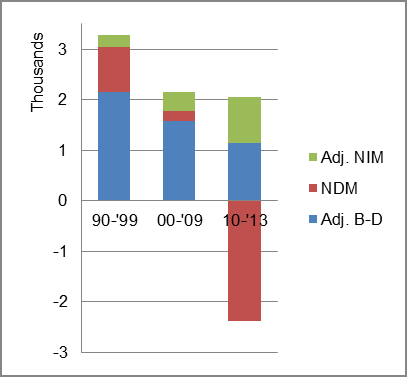 Thousands
3
2
1
0
-1
-2
-3
90-'99
00-'09
10-'13
Adj. NIM
NDM
Adj. B-D